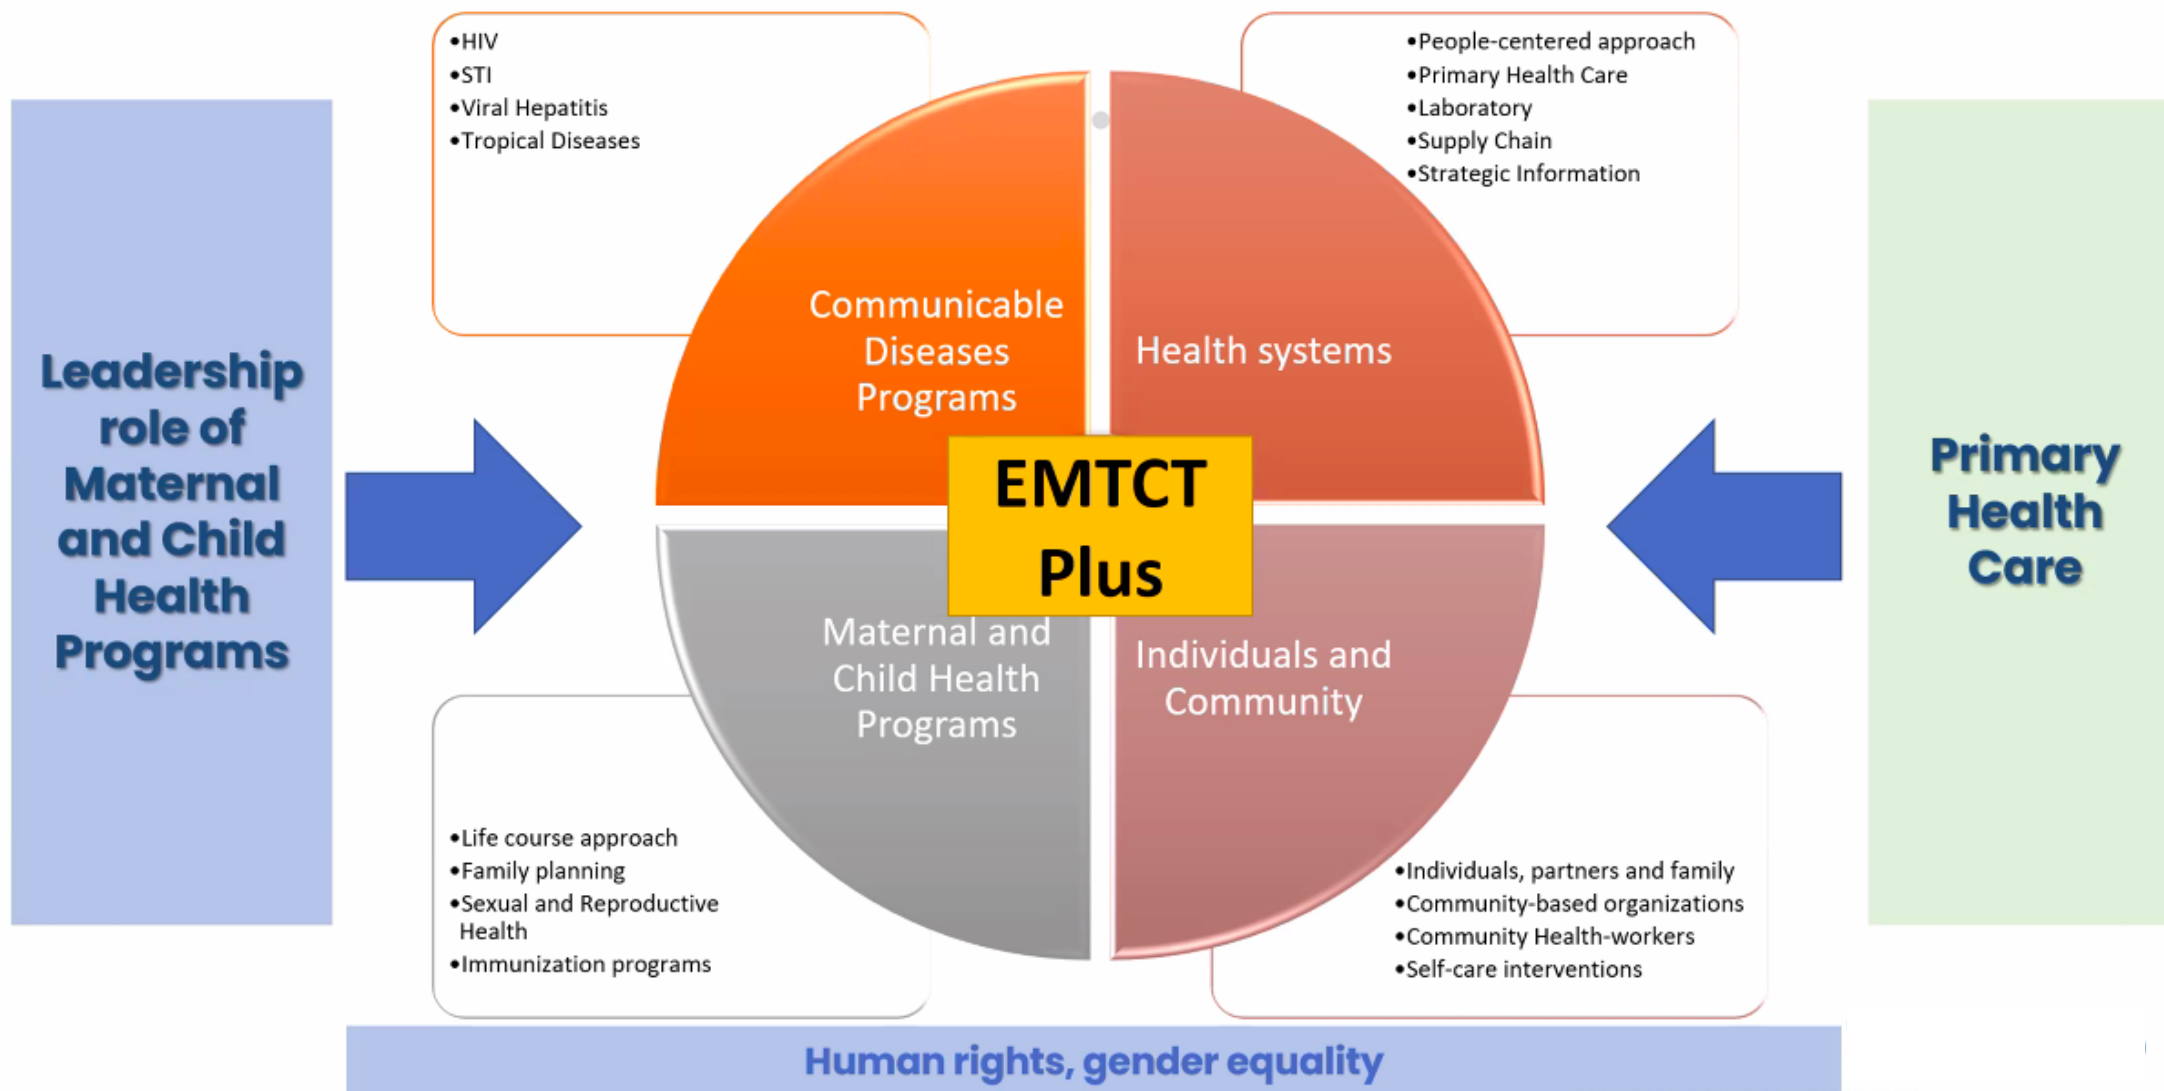 •HIV
•STI
•Viral Hepatitis
•Tropical Diseases
•People-centered approach
•Primary Health Care
•Laboratory
•Supply Chain
•Strategic Information
Leadership
role of
Maternal
and Child
Health
Programs
Communicable
Diseases
Programs
Health systems
EMTCT
Plus
Primary
Health
Care
Maternal and
Child Health
Programs
Individuals and
Community
•Life course approach
•Family planning
•Sexual and Reproductive
Health
•Immunization programs
•Individuals, partners and family
•Community-based organizations
•Community Health-workers
•Self-care interventions
Human rights, gender equality